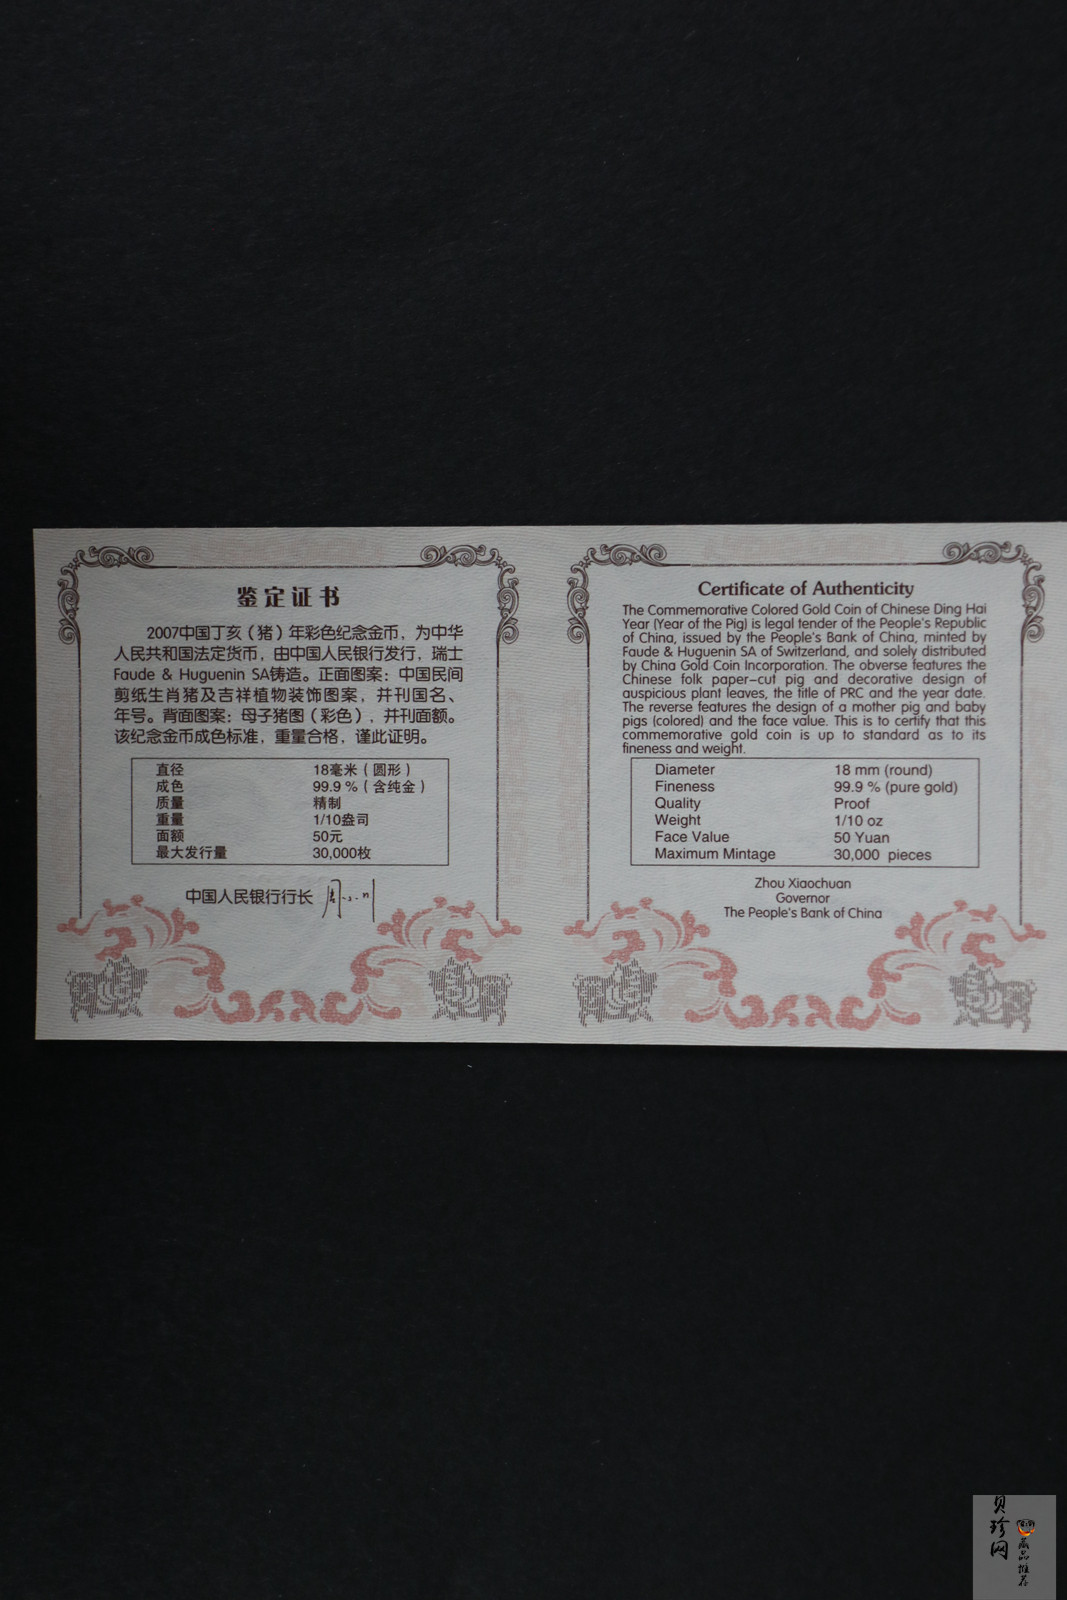 鉴定证书
2007中国丁亥（猪）年彩色纪念金币，为中华
人民共和国法定货币，由中国人民银行发行，瑞士
Faude & Huguenin SA铸造。正面图案：中国民间
剪纸生肖猪及吉祥植物装饰图案，并刊国名、
年号。背面图案：母子猪图（彩色），并刊面额。
该纪念金币成色标准，重量合格，谨此证明。
直径 18毫米（圆形）
成色 99.9%（含纯金）
质量 精制
重量 1/10盎司
面额 50元
最大发行量 30,000枚
中国人民银行行长
Certificate of Authenticity
The Commemorative Colored Gold Coin of Chinese Ding Hai
Year (Year of the Pig) is legal tender of the People's Republic
of China, issued by the People's Bank of China, minted by
Faude & Huguenin SA of Switzerland, and solely distributed
by China Gold Coin Incorporation. The obverse features the
Chinese folk paper-cut pig and decorative design of
auspicious plant leaves, the title of PRC and the year date.
The reverse features the design of a mother pig and baby
pigs (colored) and the face value. This is to certify that this
commemorative gold coin is up to standard as to its
fineness and weight.
Diameter 18 mm (round)
Fineness 99.9 % (pure gold)
Quality Proof
Weight 1/10 oz
Face Value 50 Yuan
Maximum Mintage 30,000 pieces
Zhou Xiaochuan
Governor
The People's Bank of China
贝珍网
藏品推荐